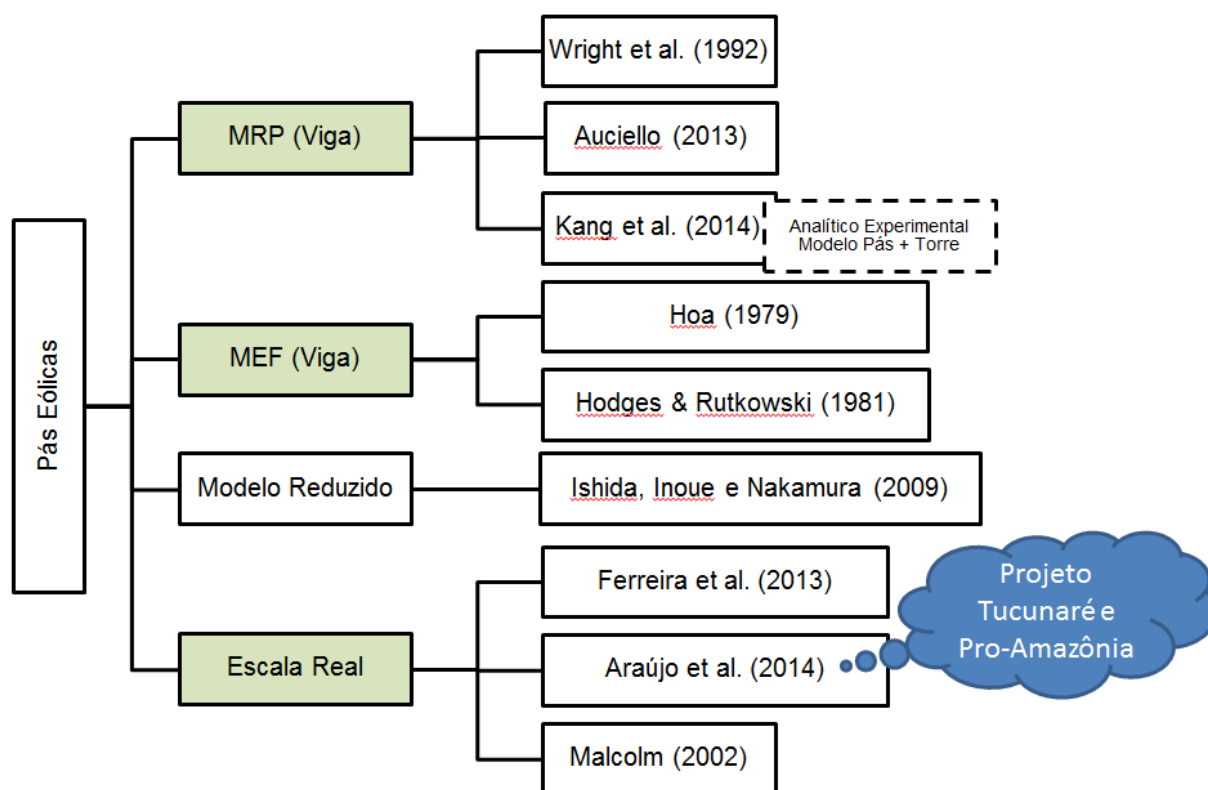 Pás Eólicas
MRP (Viga)
Wright et al. (1992)
Auciello (2013)
Kang et al. (2014)
Analítico Experimental
Modelo Pás + Torre
MEF (Viga)
Hoa (1979)
Hodges & Rutkowski (1981)
Modelo Reduzido
Ishida, Inoue e Nakamura (2009)
Escala Real
Ferreira et al. (2013)
Araújo et al. (2014)
Projeto
Tucunaré e
Pro-Amazônia
Malcolm (2002)